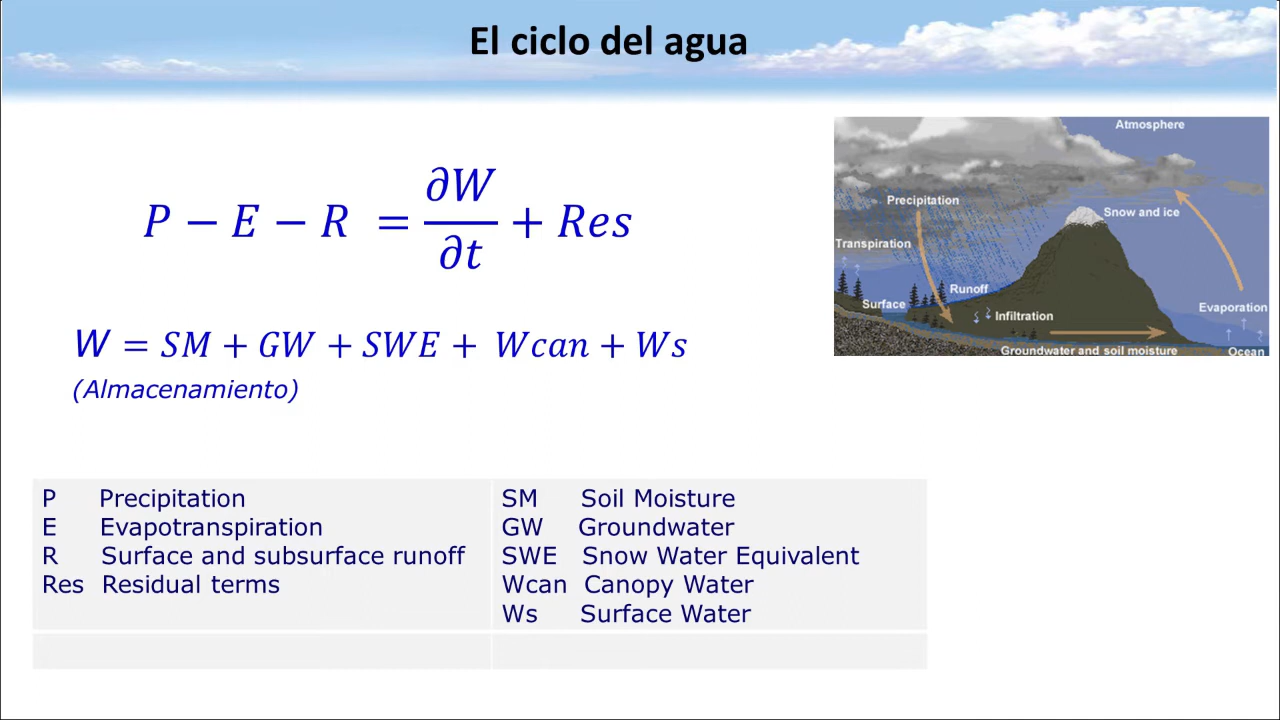 El ciclo del agua
P − E − R = ∂W/∂t + Res
W = SM + GW + SWE + Wcan + Ws
(Almacenamiento)
Atmosphere
Precipitation
Snow and ice
Transpiration
Runoff
Surface
Infiltration
Evaporation
Groundwater and soil moisture
Ocean
P Precipitation
E Evapotranspiration
R Surface and subsurface runoff
Res Residual terms
SM Soil Moisture
GW Groundwater
SWE Snow Water Equivalent
Wcan Canopy Water
Ws Surface Water